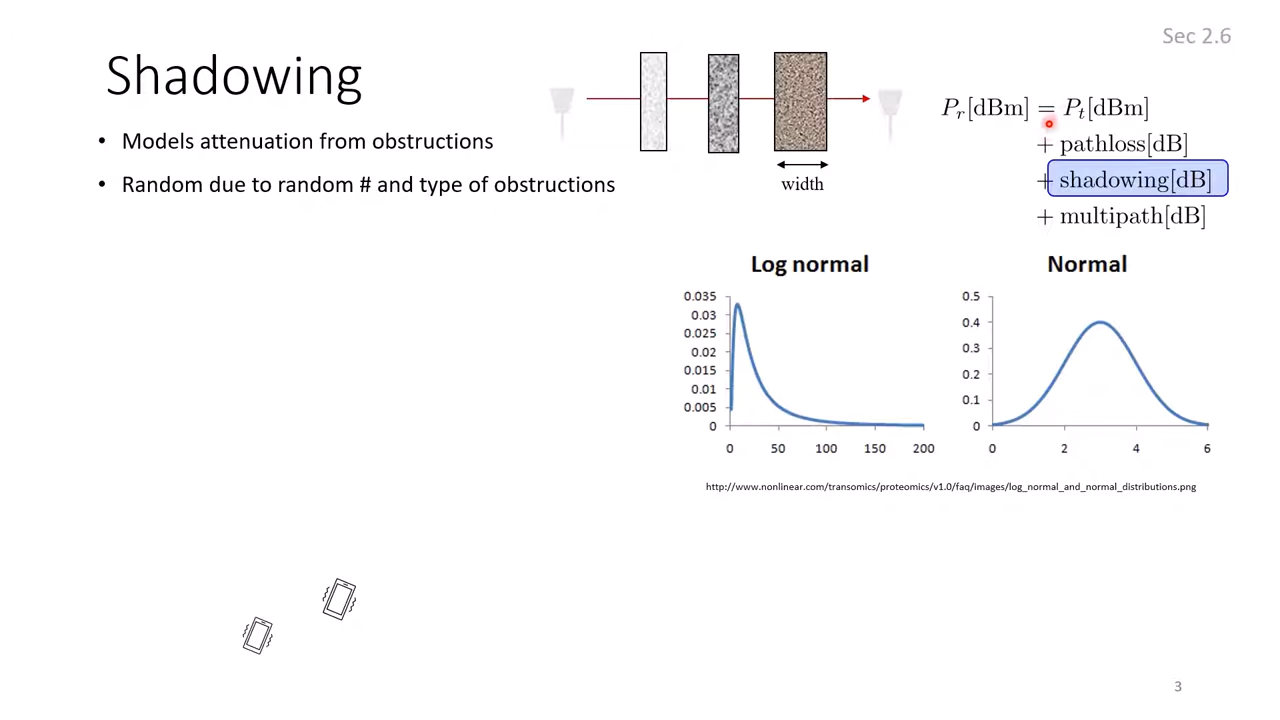 Sec 2.6
Shadowing
• Models attenuation from obstructions
• Random due to random # and type of obstructions
width
P_r[dBm] = P_t[dBm]
+ pathloss[dB]
+ shadowing[dB]
+ multipath[dB]
Log normal
0.035
0.03
0.025
0.02
0.015
0.01
0.005
0
0 50 100 150 200
Normal
0.5
0.4
0.3
0.2
0.1
0
0 2 4 6
http://www.nonlinear.com/transomics/proteomics/v1.0/faq/images/log_normal_and_normal_distributions.png
3